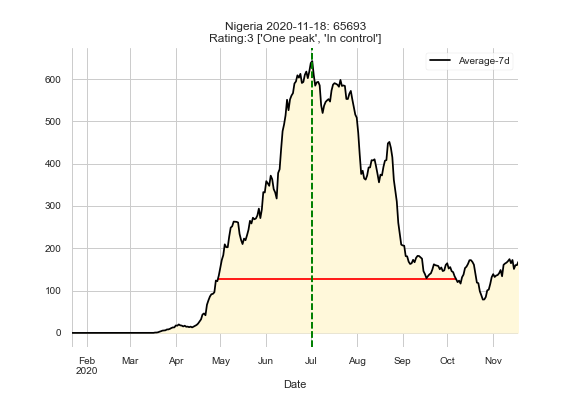 Nigeria 2020-11-18: 65693
Rating:3 ['One peak', 'In control']
Average-7d
600
500
400
300
200
100
0
Feb Mar Apr May Jun Jul Aug Sep Oct Nov
2020
Date